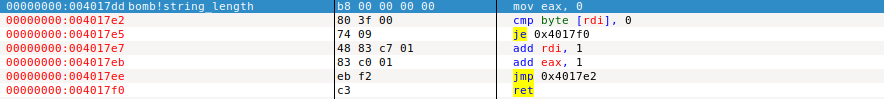 00000000:004017dd bomb!string_length b8 00 00 00 00 mov eax, 0
00000000:004017e2 80 3f 00 cmp byte [rdi], 0
00000000:004017e5 74 09 je 0x4017f0
00000000:004017e7 48 83 c7 01 add rdi, 1
00000000:004017eb 83 c0 01 add eax, 1
00000000:004017ee eb f2 jmp 0x4017e2
00000000:004017f0 c3 ret